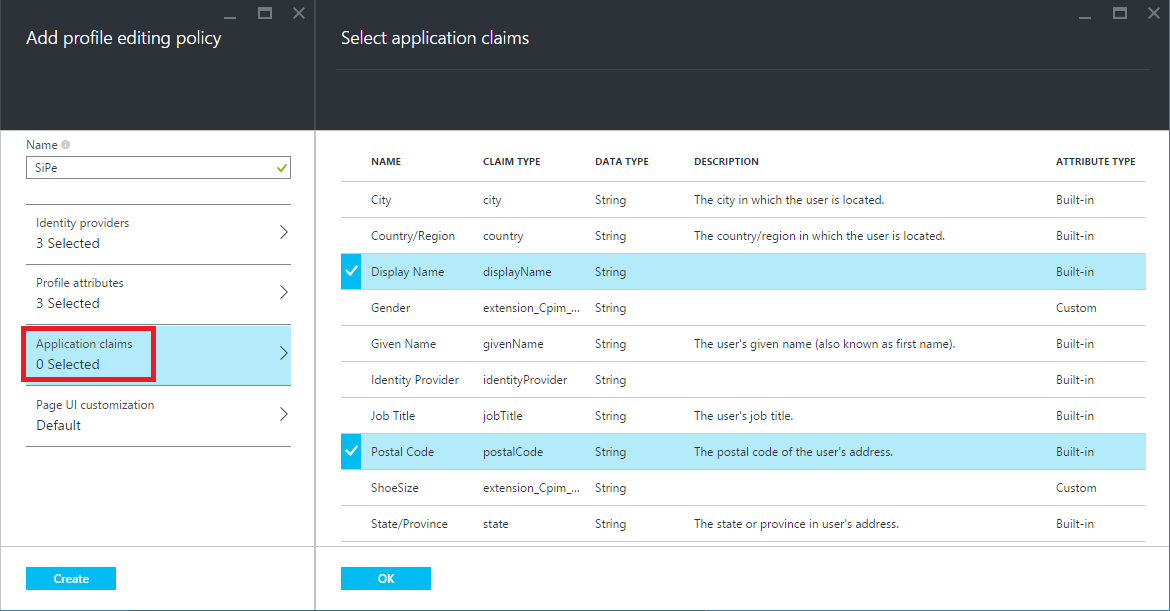 Add profile editing policy
Name
SiPe
Identity providers
3 Selected
Profile attributes
3 Selected
Application claims
0 Selected
Page UI customization
Default
Create
Select application claims
NAME CLAIM TYPE DATA TYPE DESCRIPTION ATTRIBUTE TYPE
City city String The city in which the user is located. Built-in
Country/Region country String The country/region in which the user is located. Built-in
Display Name displayName String Built-in
Gender extension_Cpim_... String Custom
Given Name givenName String The user's given name (also known as first name). Built-in
Identity Provider identityProvider String Built-in
Job Title jobTitle String The user's job title. Built-in
Postal Code postalCode String The postal code of the user's address. Built-in
ShoeSize extension_Cpim_... String Custom
State/Province state String The state or province in user's address. Built-in
OK